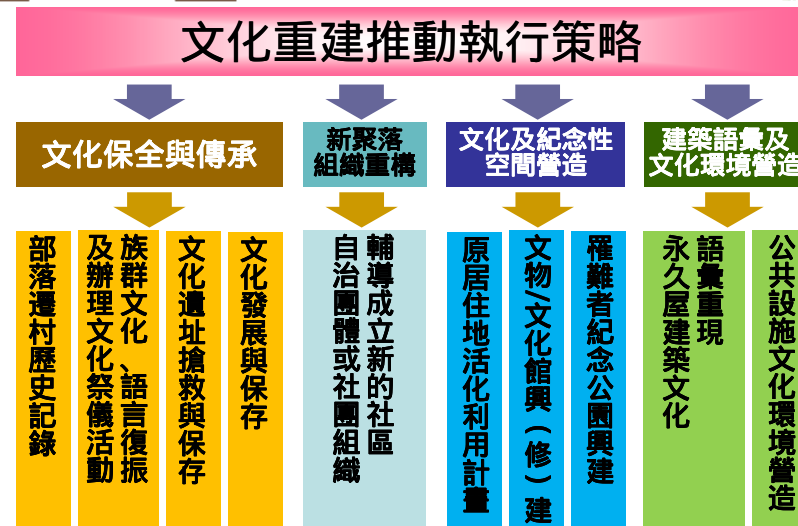 文化重建推動執行策略
文化保全與傳承
新聚落
組織重構
文化及紀念性
空間營造
建築語彙及
文化環境營造
部落遷村歷史記錄
族群文化、語言復振
及辦理文化祭儀活動
文化遺址搶救與保存
文化發展與保存
輔導成立新的社區
自治團體或社團組織
原居住地活化利用計畫
文物/文化館興（修）建
罹難者紀念公園興建
語彙重現
永久屋建築文化
公共設施文化環境營造